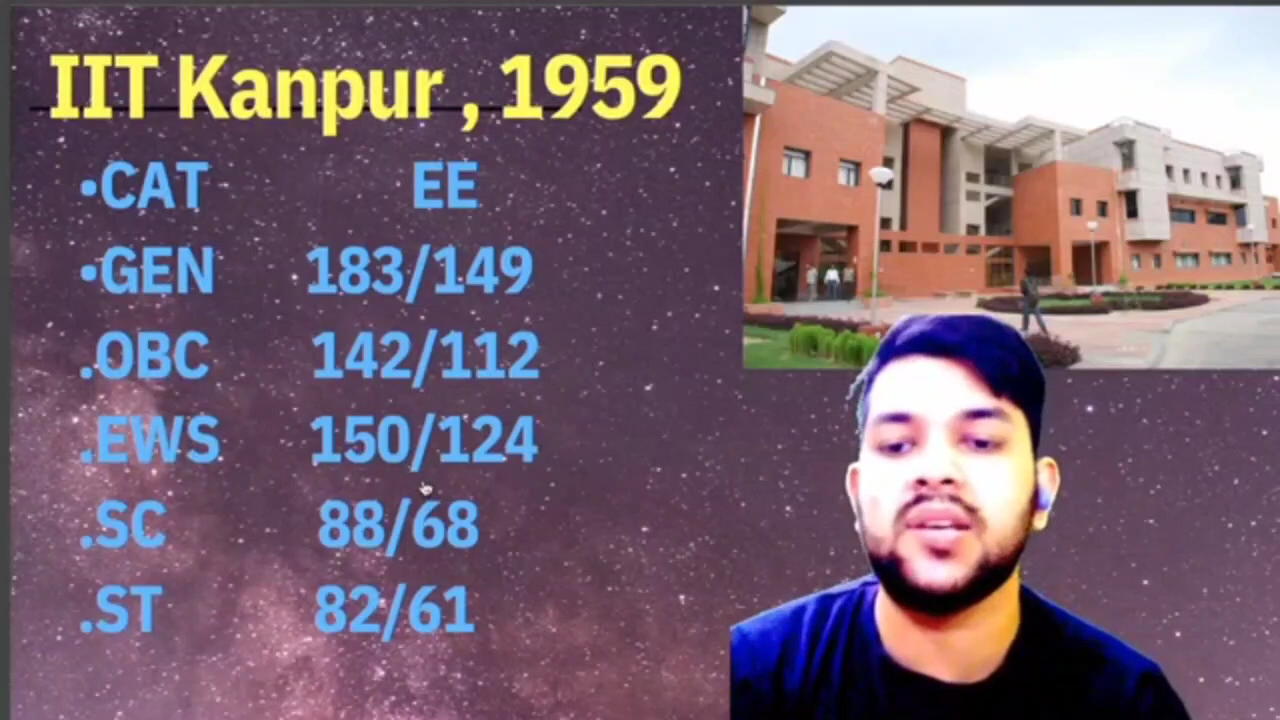 IIT Kanpur , 1959
•CAT EE
•GEN 183/149
.OBC 142/112
.EWS 150/124
.SC 88/68
.ST 82/61